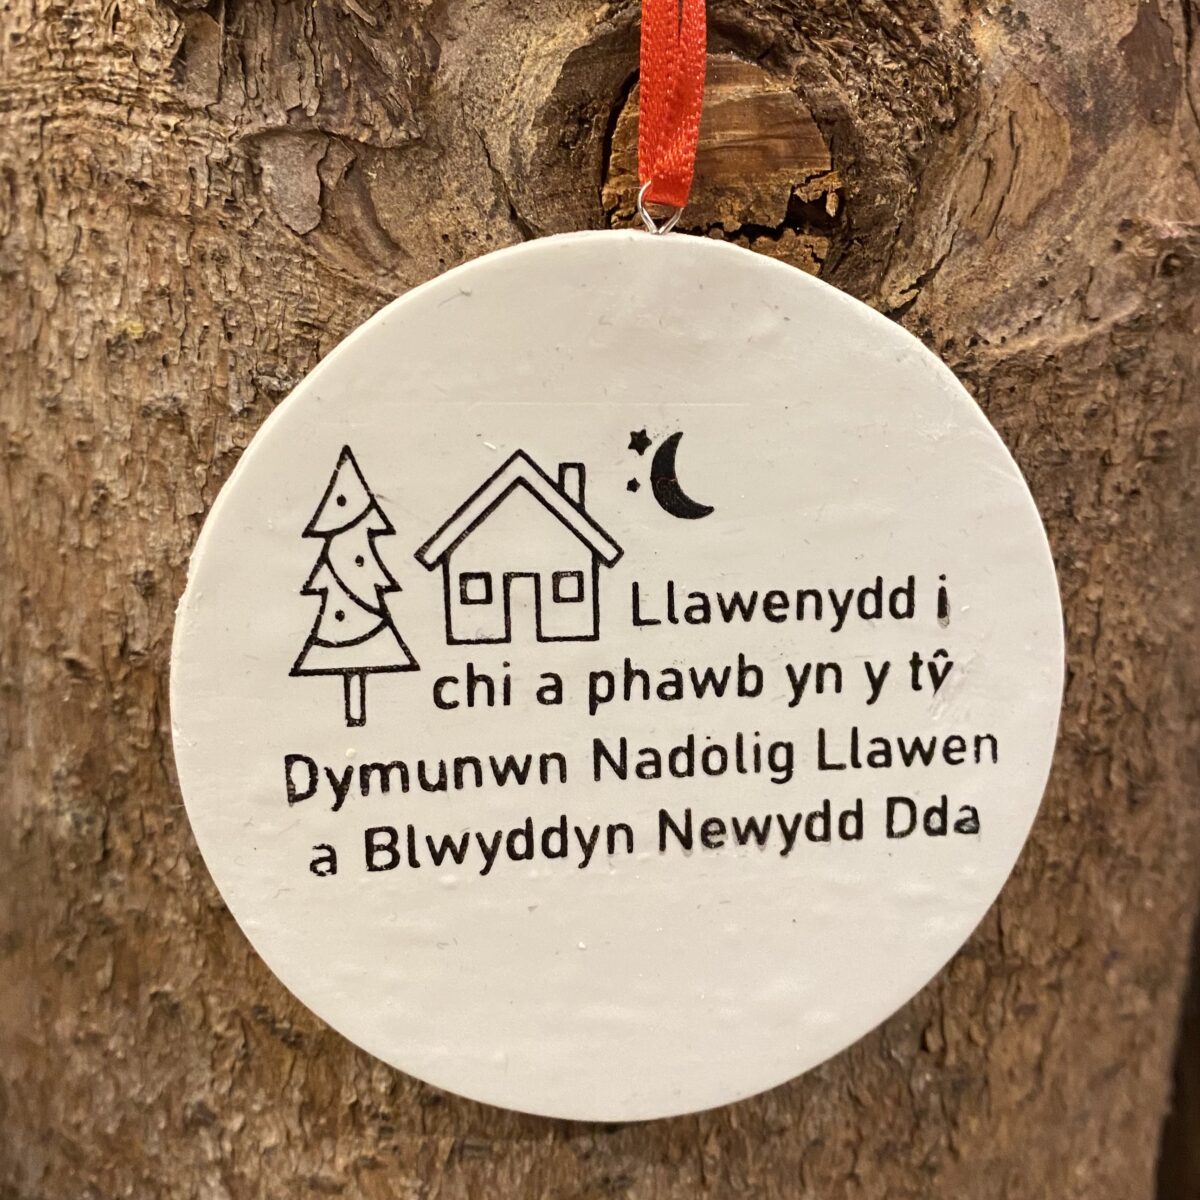 Llawenydd i
chi a phawb yn y tŷ
Dymunwn Nadolig Llawen
a Blwyddyn Newydd Dda